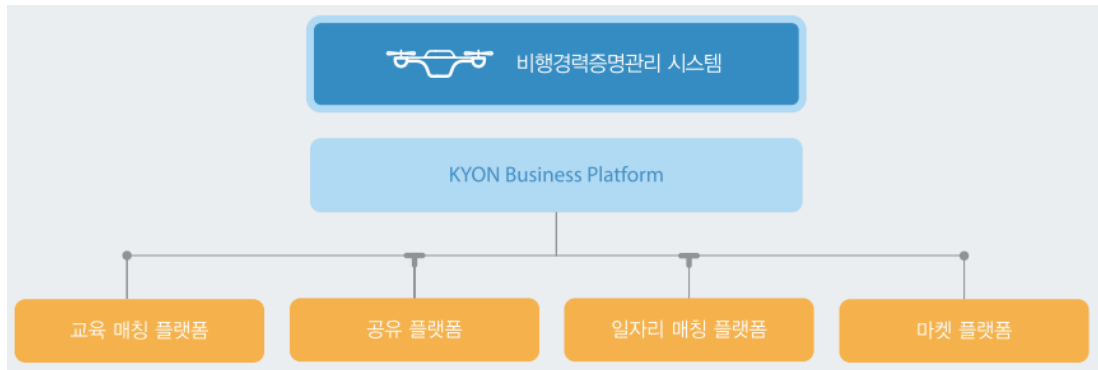 비행경력증명관리 시스템
KYON Business Platform
교육 매칭 플랫폼
공유 플랫폼
일자리 매칭 플랫폼
마켓 플랫폼